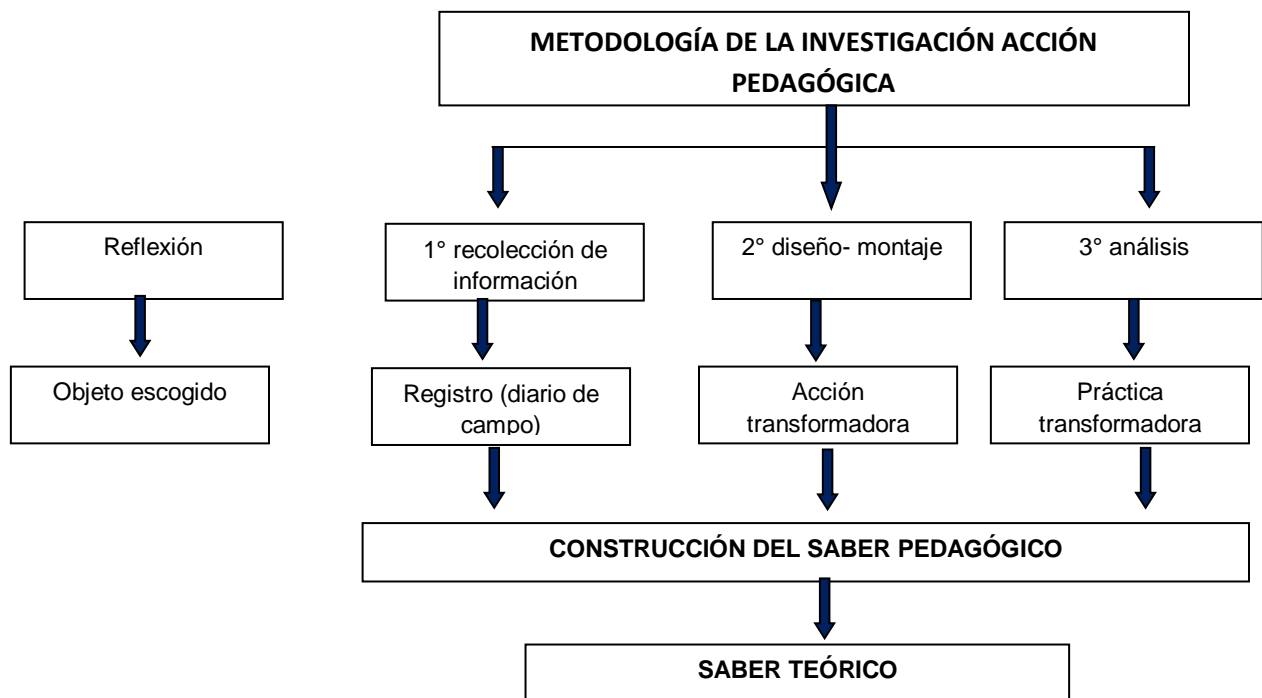 METODOLOGÍA DE LA INVESTIGACIÓN ACCIÓN
PEDAGÓGICA
Reflexión
1° recolección de
información
2° diseño- montaje
3° análisis
Objeto escogido
Registro (diario de
campo)
Acción
transformadora
Práctica
transformadora
CONSTRUCCIÓN DEL SABER PEDAGÓGICO
SABER TEÓRICO